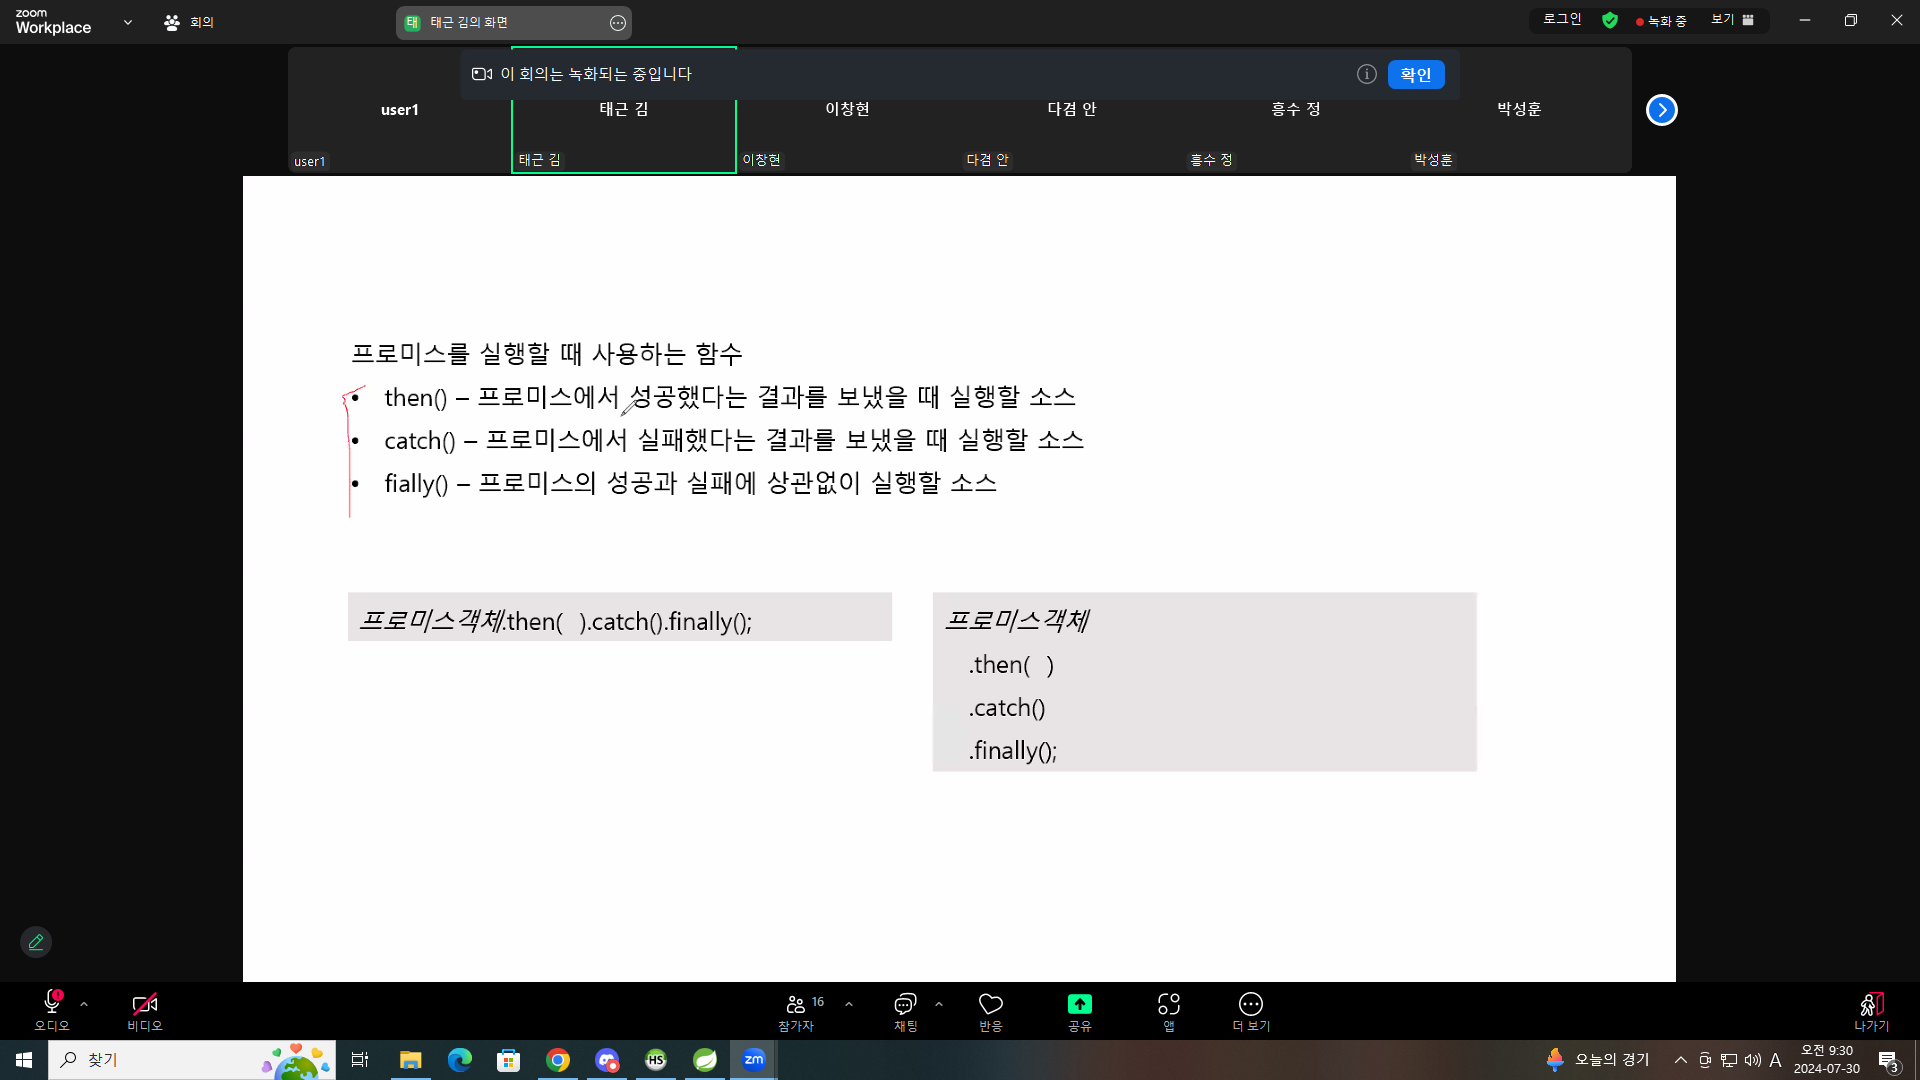 zoom
Workplace
회의
태 태근 김의 화면
로그인
녹화 중
보기
이 회의는 녹화되는 중입니다
확인
user1
태근 김
이창현
다겸 안
흥수 정
박성훈
user1
태근 김
이창현
다겸 안
흥수 정
박성훈
프로미스를 실행할 때 사용하는 함수
• then() – 프로미스에서 성공했다는 결과를 보냈을 때 실행할 소스
• catch() – 프로미스에서 실패했다는 결과를 보냈을 때 실행할 소스
• fially() – 프로미스의 성공과 실패에 상관없이 실행할 소스
프로미스객체.then(   ).catch().finally();
프로미스객체
.then(   )
.catch()
.finally();
오디오
비디오
16
참가자
채팅
반응
공유
앱
더 보기
나가기
찾기
HS
zm
오늘의 경기
A
오전 9:30
2024-07-30
3